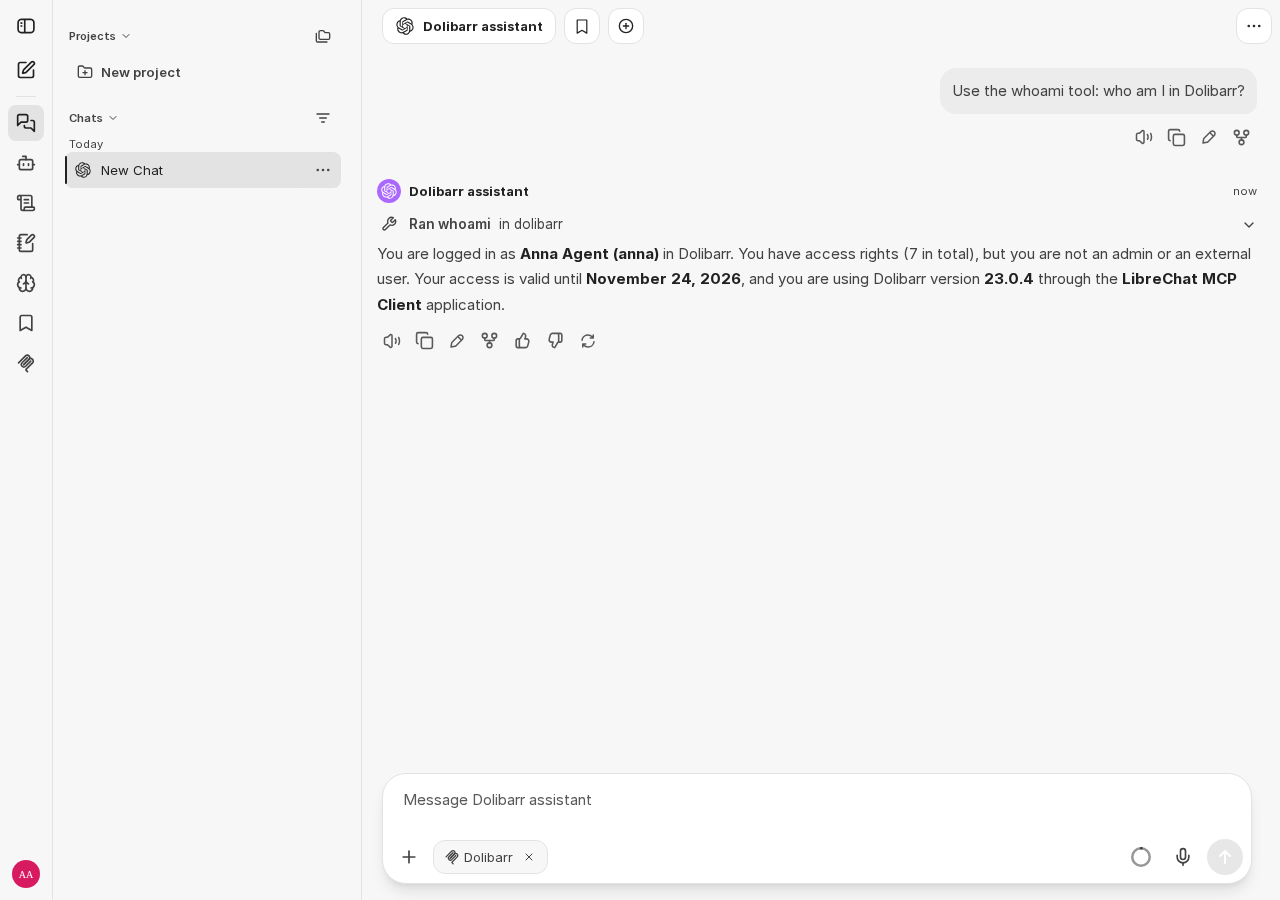 Dolibarr assistant
Projects
New project
Chats
Today
New Chat
Use the whoami tool: who am I in Dolibarr?
Dolibarr assistant
now
Ran whoami in dolibarr
You are logged in as Anna Agent (anna) in Dolibarr. You have access rights (7 in total), but you are not an admin or an external
user. Your access is valid until November 24, 2026, and you are using Dolibarr version 23.0.4 through the LibreChat MCP
Client application.
Message Dolibarr assistant
Dolibarr
AA